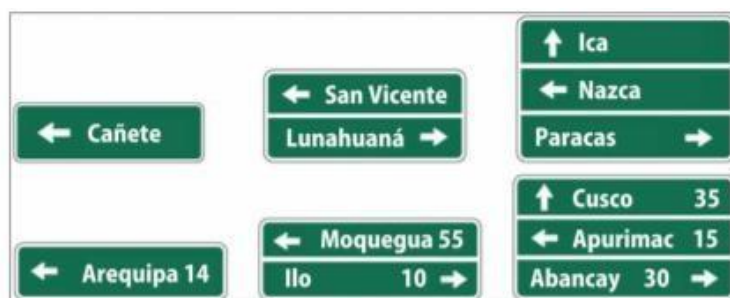 ← Cañete
← San Vicente
Lunahuaná →
↑ Ica
← Nazca
Paracas →
← Arequipa 14
← Moquegua 55
Ilo 10 →
↑ Cusco 35
← Apurimac 15
Abancay 30 →